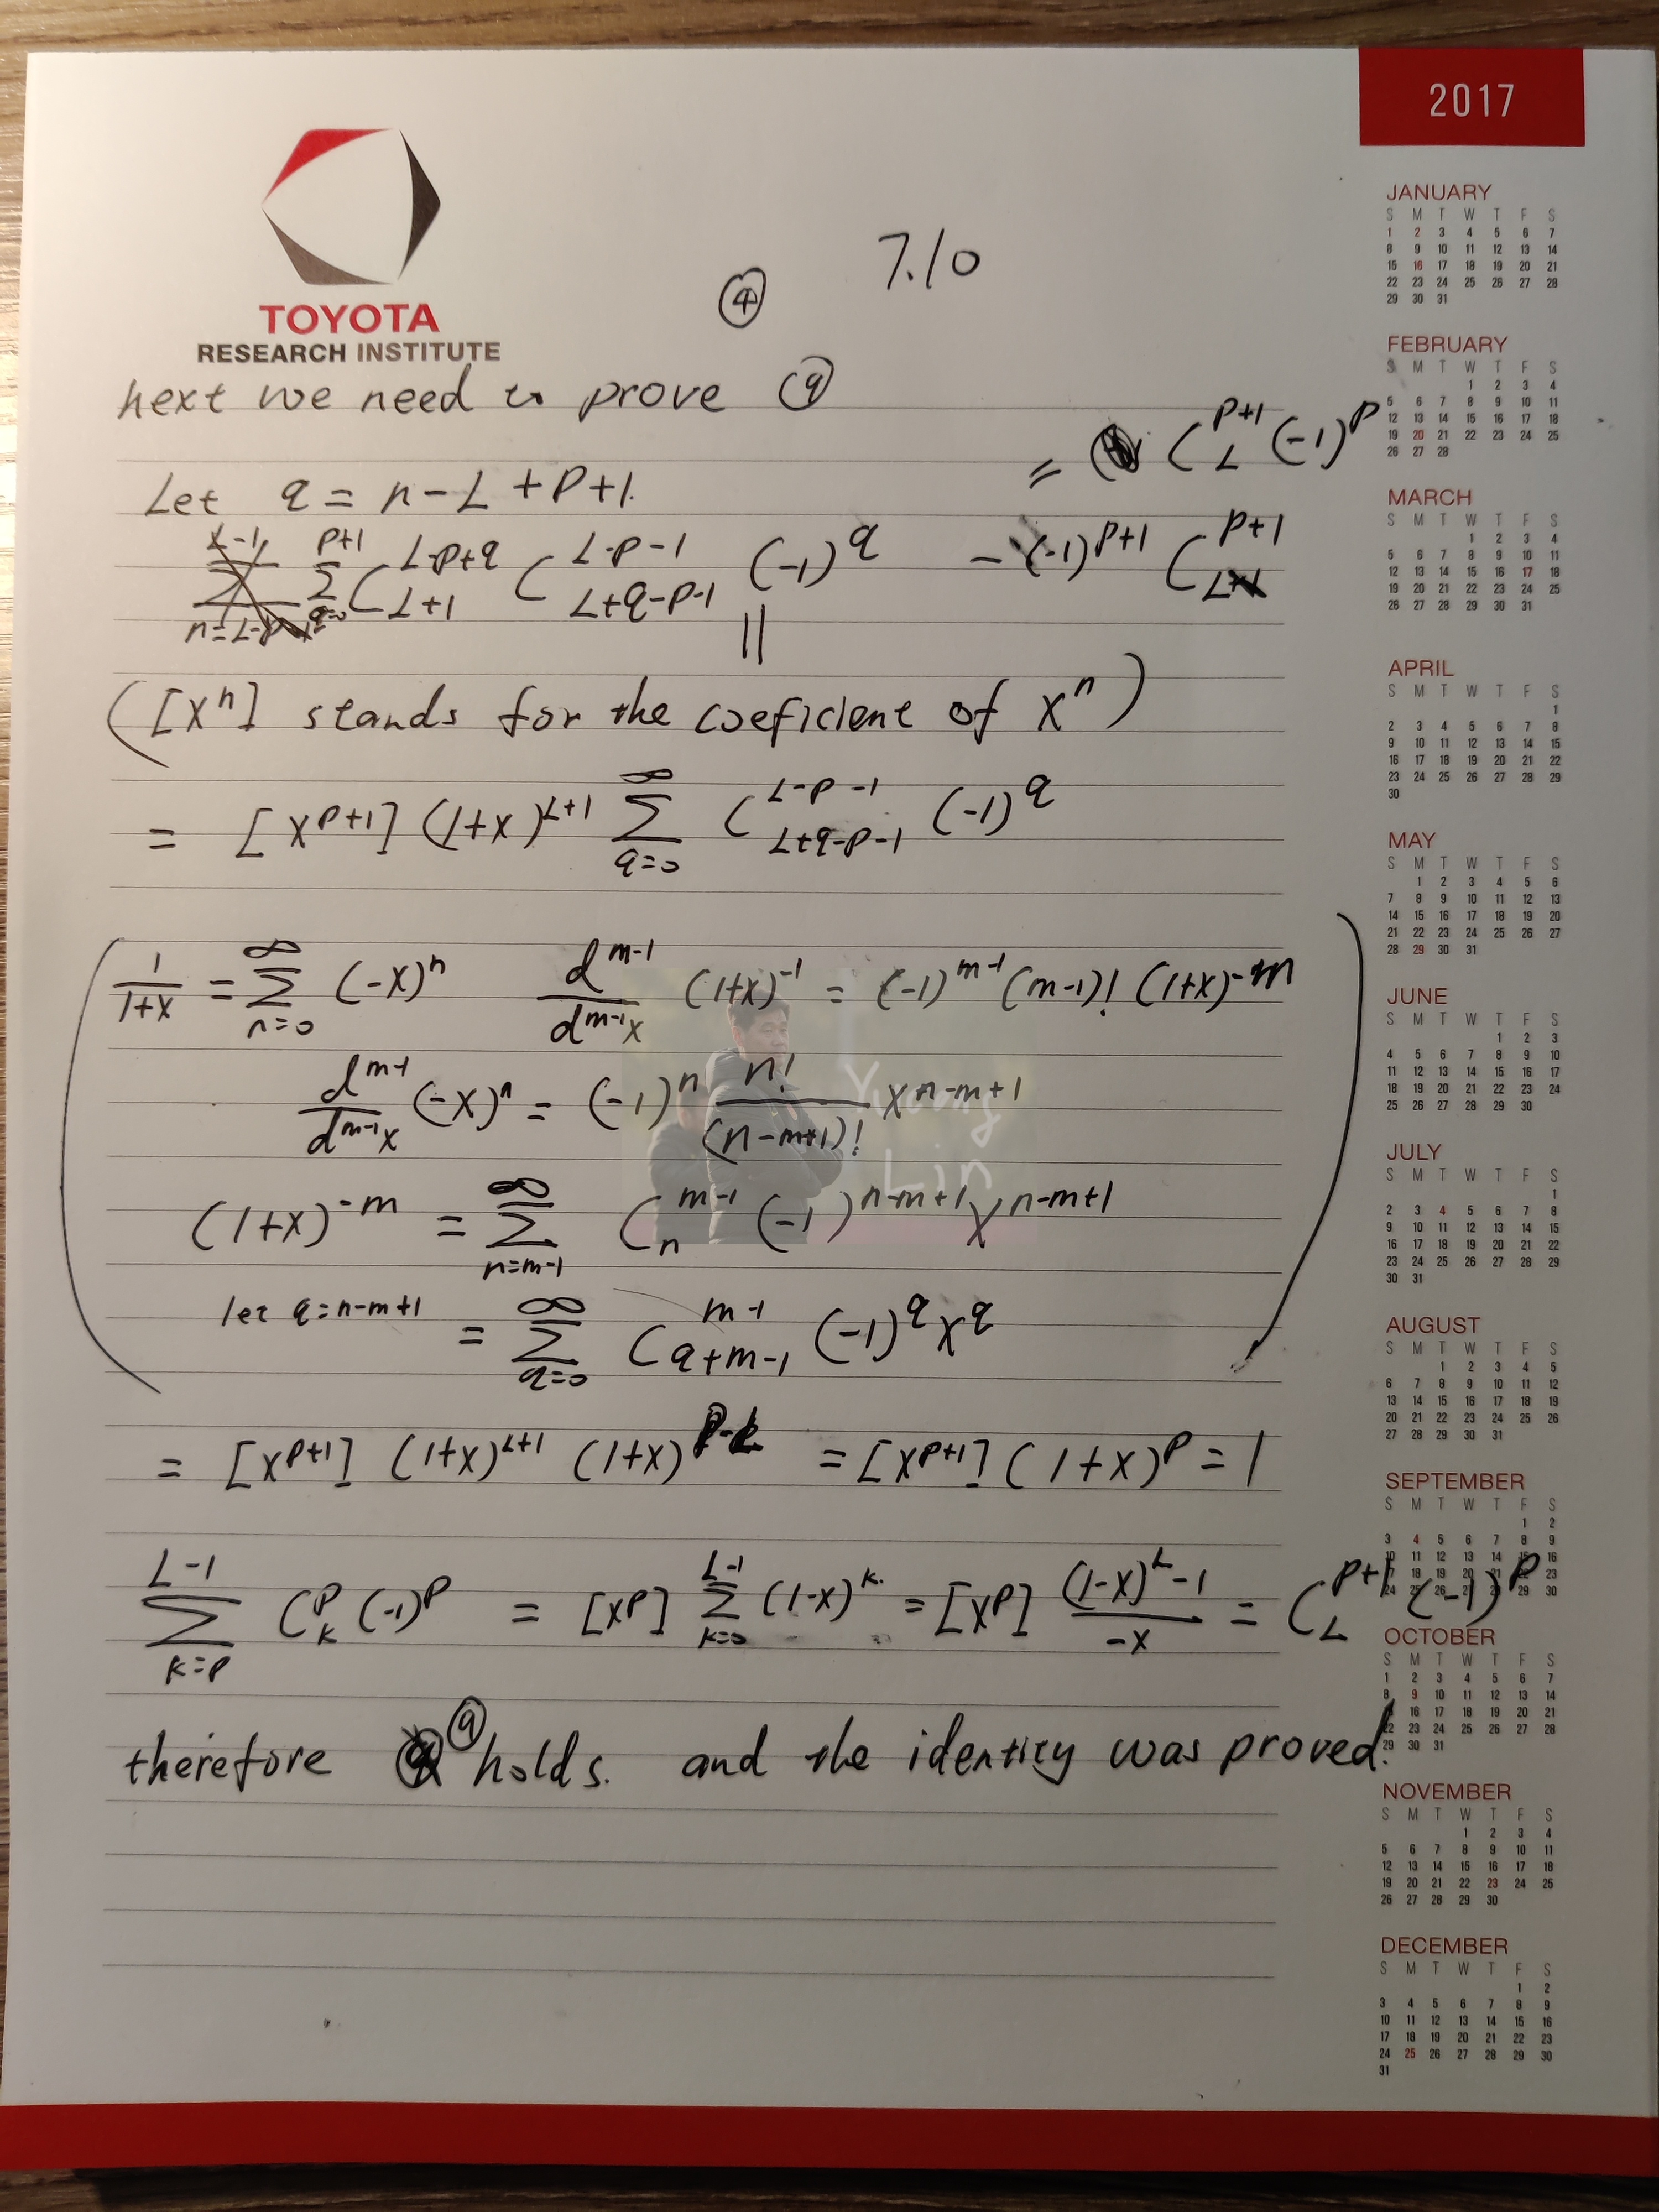 2017
TOYOTA
RESEARCH INSTITUTE
④ 7.10
next we need to prove ⑨
Let q = n-L+P+1.
= C_L^{P+1} (-1)^P
\sum_{q=0}^{P+1} C_{L+1}^{L-P+q} C_{L+q-P-1}^{L-P-1} (-1)^q - (-1)^{P+1} C_L^{P+1}
||
([x^n] stands for the coeficient of x^n)
= [x^{P+1}] (1+x)^{L+1} \sum_{q=0}^{∞} C_{L+q-P-1}^{L-P-1} (-1)^q
\frac{1}{1+x} = \sum_{n=0}^{∞} (-x)^n \frac{d^{m-1}}{d^{m-1}x} (1+x)^{-1} = (-1)^{m-1} (m-1)! (1+x)^{-m}
\frac{d^{m-1}}{d^{m-1}x} (-x)^n = (-1)^n \frac{n!}{(n-m+1)!} x^{n-m+1}
Yunong
Lin
(1+x)^{-m} = \sum_{n=m-1}^{∞} C_n^{m-1} (-1)^{n-m+1} x^{n-m+1}
let q=n-m+1 = \sum_{q=0}^{∞} C_{q+m-1}^{m-1} (-1)^q x^q
= [x^{P+1}] (1+x)^{L+1} (1+x)^{P-L} = [x^{P+1}] (1+x)^P = 1
\sum_{k=P}^{L-1} C_k^P (-1)^P = [x^P] \sum_{k=0}^{L-1} (1-x)^k = [x^P] \frac{(1-x)^L - 1}{-x} = C_L^{P+1} (-1)^P
therefore ⑨ holds. and the identity was proved.
JANUARY
S M T W T F S
1 2 3 4 5 6 7
8 9 10 11 12 13 14
15 16 17 18 19 20 21
22 23 24 25 26 27 28
29 30 31
FEBRUARY
S M T W T F S
1 2 3 4
5 6 7 8 9 10 11
12 13 14 15 16 17 18
19 20 21 22 23 24 25
26 27 28
MARCH
S M T W T F S
1 2 3 4
5 6 7 8 9 10 11
12 13 14 15 16 17 18
19 20 21 22 23 24 25
26 27 28 29 30 31
APRIL
S M T W T F S
1
2 3 4 5 6 7 8
9 10 11 12 13 14 15
16 17 18 19 20 21 22
23 24 25 26 27 28 29
30
MAY
S M T W T F S
1 2 3 4 5 6
7 8 9 10 11 12 13
14 15 16 17 18 19 20
21 22 23 24 25 26 27
28 29 30 31
JUNE
S M T W T F S
1 2 3
4 5 6 7 8 9 10
11 12 13 14 15 16 17
18 19 20 21 22 23 24
25 26 27 28 29 30
JULY
S M T W T F S
1
2 3 4 5 6 7 8
9 10 11 12 13 14 15
16 17 18 19 20 21 22
23 24 25 26 27 28 29
30 31
AUGUST
S M T W T F S
1 2 3 4 5
6 7 8 9 10 11 12
13 14 15 16 17 18 19
20 21 22 23 24 25 26
27 28 29 30 31
SEPTEMBER
S M T W T F S
1 2
3 4 5 6 7 8 9
10 11 12 13 14 15 16
17 18 19 20 21 22 23
24 25 26 27 28 29 30
OCTOBER
S M T W T F S
1 2 3 4 5 6 7
8 9 10 11 12 13 14
16 17 18 19 20 21
22 23 24 25 26 27 28
29 30 31
NOVEMBER
S M T W T F S
1 2 3 4
5 6 7 8 9 10 11
12 13 14 15 16 17 18
19 20 21 22 23 24 25
26 27 28 29 30
DECEMBER
S M T W T F S
1 2
3 4 5 6 7 8 9
10 11 12 13 14 15 16
17 18 19 20 21 22 23
24 25 26 27 28 29 30
31